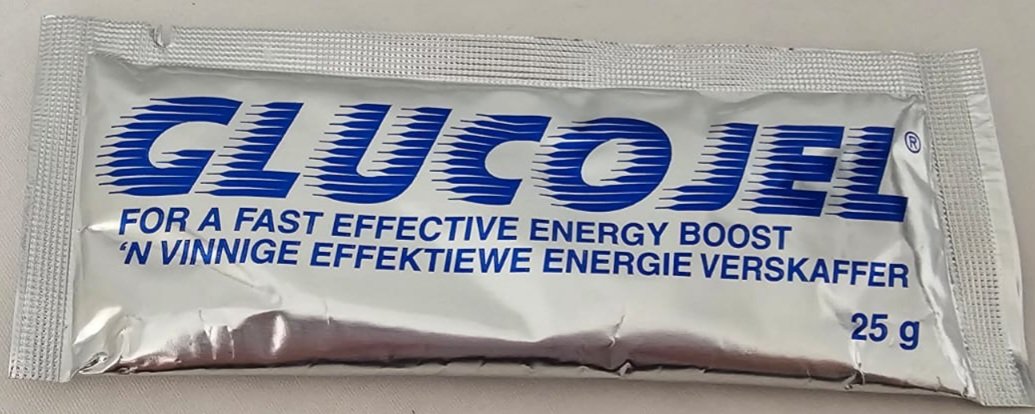 GLUCOJEL®
FOR A FAST EFFECTIVE ENERGY BOOST
'N VINNIGE EFFEKTIEWE ENERGIE VERSKAFFER
25 g